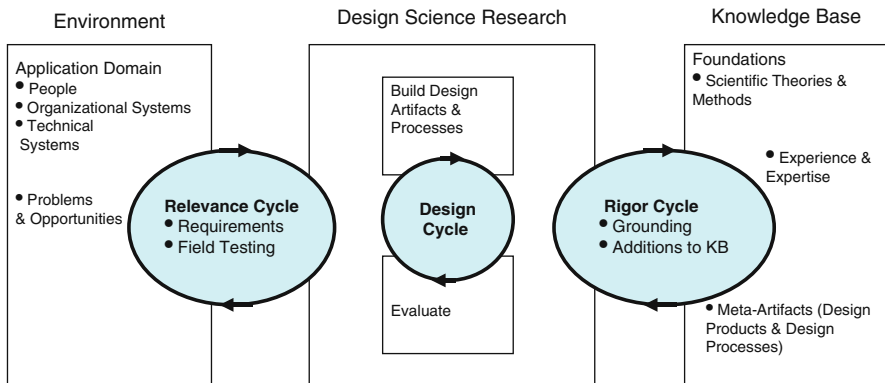 Environment
Design Science Research
Knowledge Base
Application Domain
● People
● Organizational Systems
● Technical
Systems
● Problems
& Opportunities
Relevance Cycle
● Requirements
● Field Testing
Build Design
Artifacts &
Processes
Design
Cycle
Evaluate
Rigor Cycle
● Grounding
● Additions to KB
Foundations
● Scientific Theories &
Methods
● Experience &
Expertise
● Meta-Artifacts (Design
Products & Design
Processes)